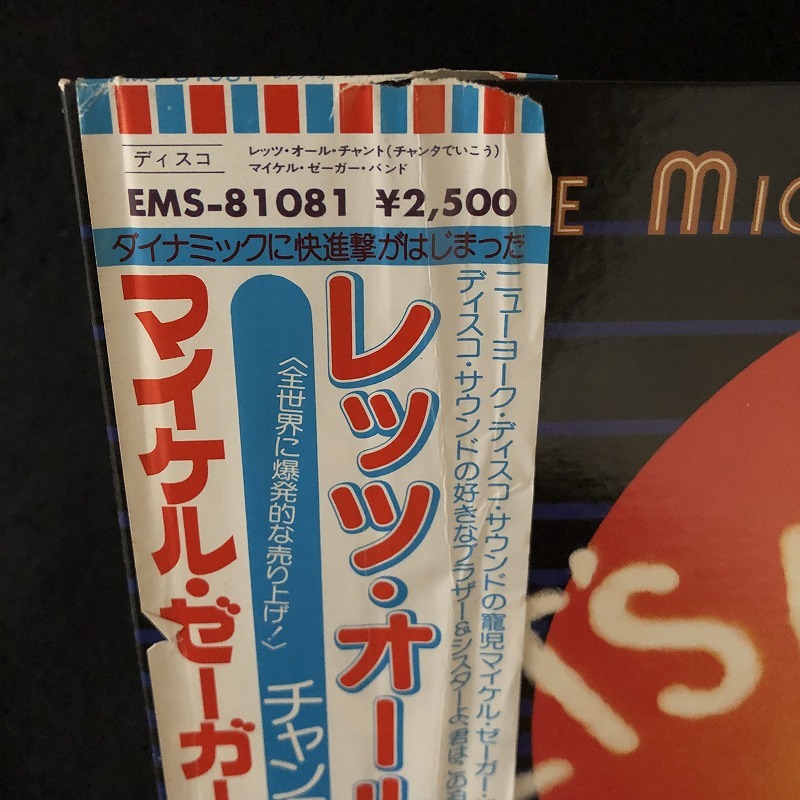 ディスコ
レッツ・オール・チャント(チャンタでいこう)
マイケル・ゼーガー・バンド
EMS-81081 ¥2,500
ダイナミックに快進撃がはじまった
ニューヨーク・ディスコ・サウンドの寵児マイケル・ゼーガー・
ディスコ・サウンドの好きなブラザー&シスターよ、君はこの
レッツ・オール
〈全世界に爆発的な売り上げ!〉
チャン
マイケル・ゼーガー
E MIC
'S